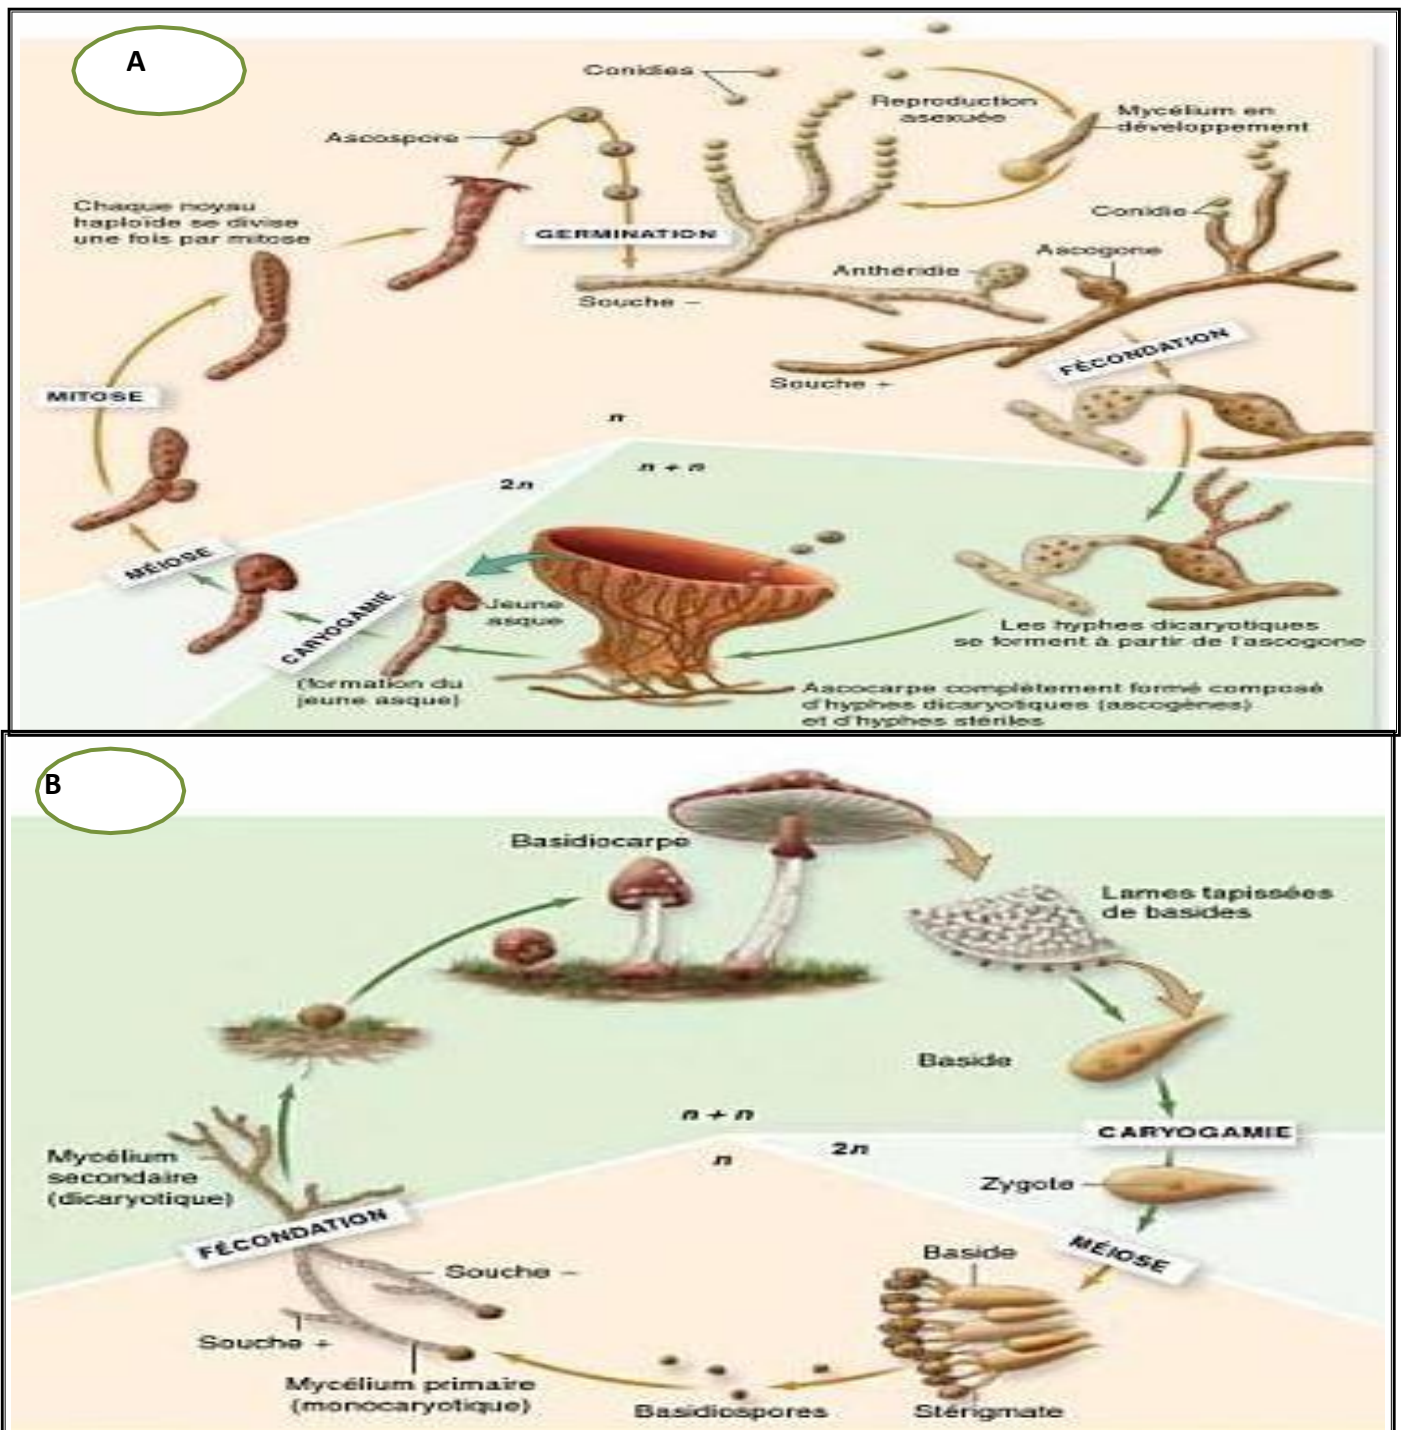 A
Conidies
Reproduction
asexuée
Mycélium en
développement
Ascospore
Chaque noyau
haploïde se divise
une fois par mitose
GERMINATION
Conidie
Ascogone
Anthéridie
Souche –
FÉCONDATION
Souche +
MITOSE
n
n + n
2n
MÉIOSE
CARYOGAMIE
Jeune
asque
Les hyphes dicaryotiques
se forment à partir de l'ascogone
(formation du
jeune asque)
Ascocarpe complètement formé composé
d'hyphes dicaryotiques (ascogènes)
et d'hyphes stériles
B
Basidiocarpe
Lames tapissées
de basides
Baside
n + n
CARYOGAMIE
2n
n
Mycélium
secondaire
(dicaryotique)
Zygote
FÉCONDATION
MÉIOSE
Baside
Souche –
Souche +
Mycélium primaire
(monocaryotique)
Basidiospores
Stérigmate